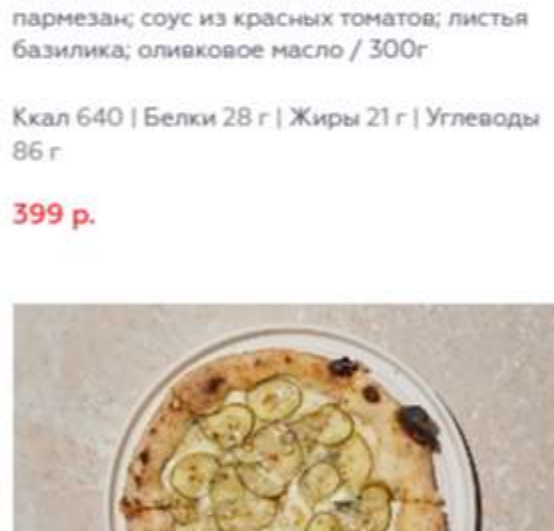 пармезан; соус из красных томатов; листья
базилика; оливковое масло / 300г
Ккал 640 | Белки 28 г | Жиры 21 г | Углеводы
86 г
399 р.